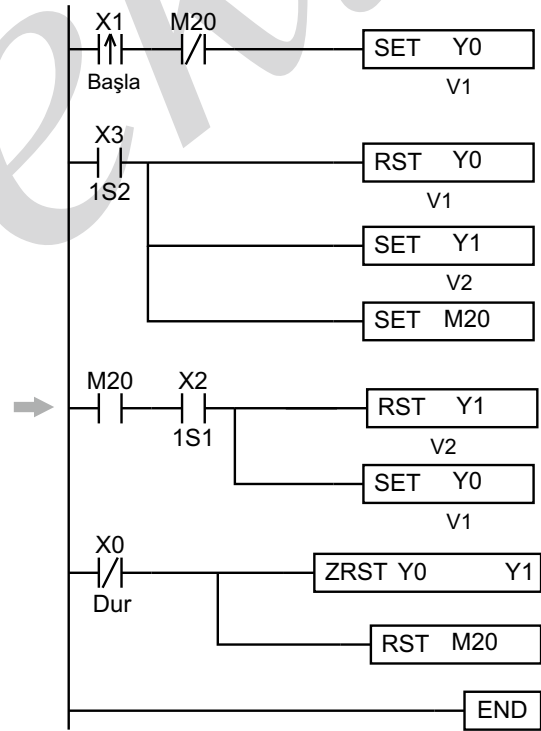 X1 M20
SET Y0
Başla
V1
X3
RST Y0
1S2
V1
SET Y1
V2
SET M20
M20 X2
RST Y1
1S1
V2
SET Y0
V1
X0
ZRST Y0 Y1
Dur
RST M20
END